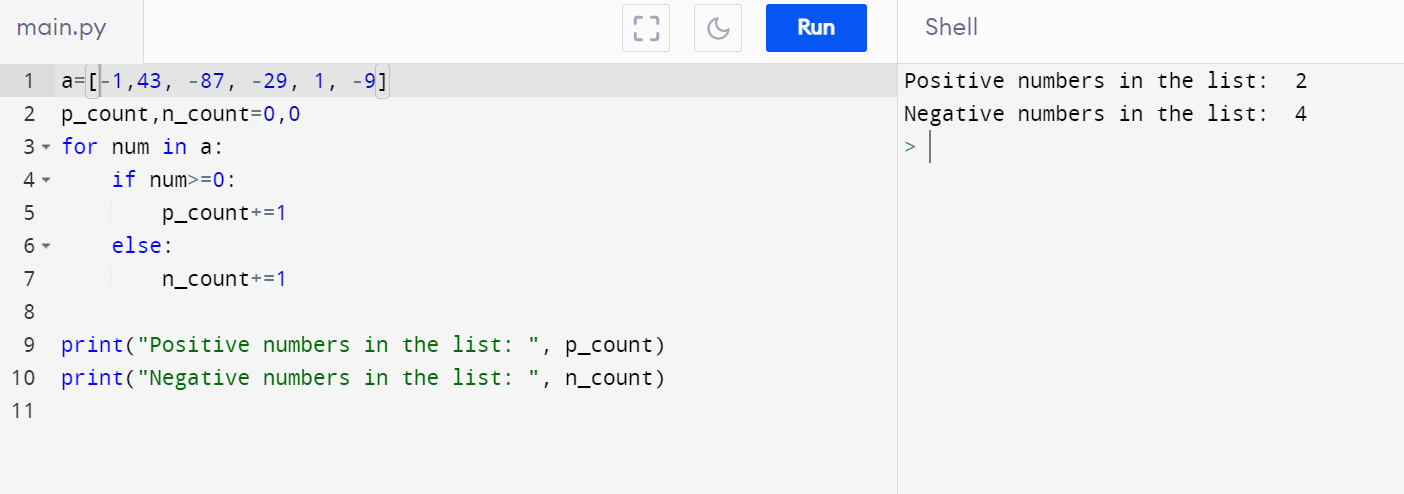 main.py
Run
Shell
1 a=[-1,43, -87, -29, 1, -9]
2 p_count,n_count=0,0
3 for num in a:
4     if num>=0:
5         p_count+=1
6     else:
7         n_count+=1
8
9 print("Positive numbers in the list: ", p_count)
10 print("Negative numbers in the list: ", n_count)
11
Positive numbers in the list:  2
Negative numbers in the list:  4
>